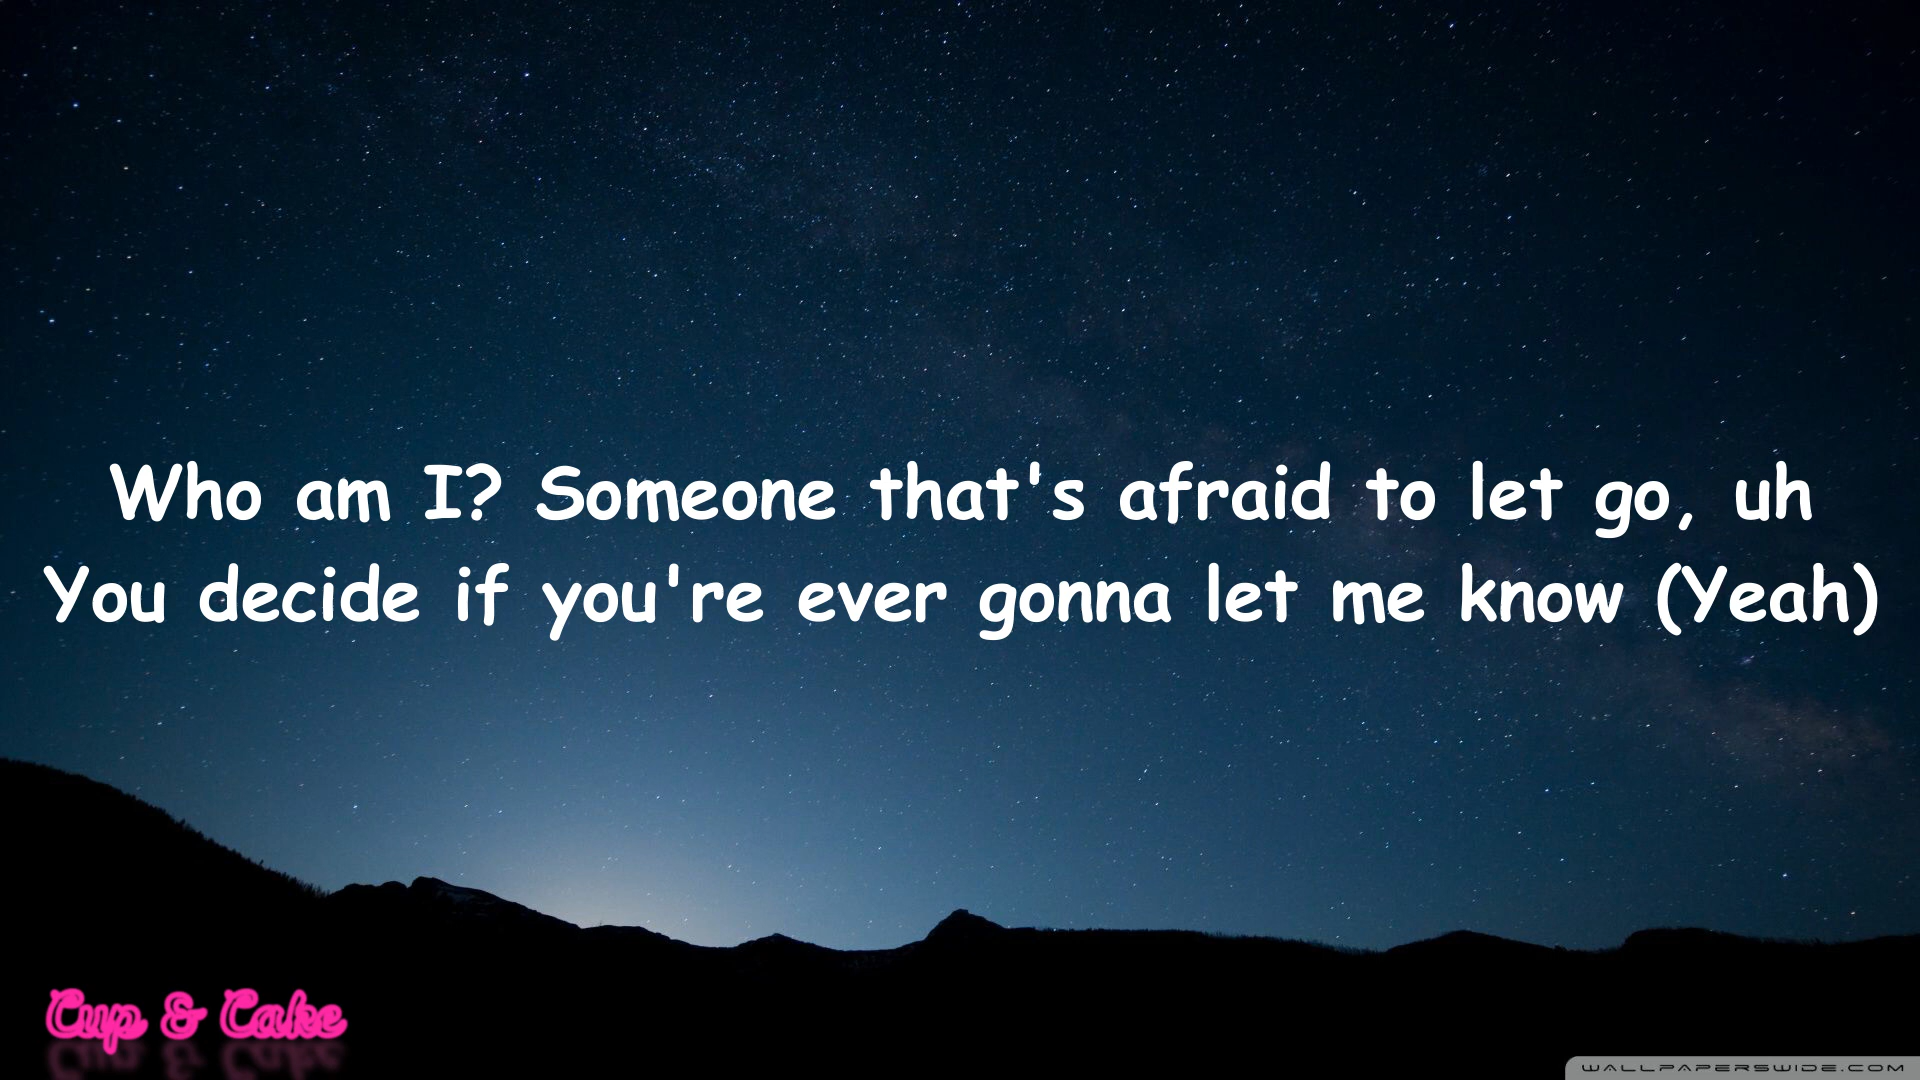 Who am I? Someone that's afraid to let go, uh
You decide if you're ever gonna let me know (Yeah)
Cup & Cake
WALLPAPERSWIDE.COM